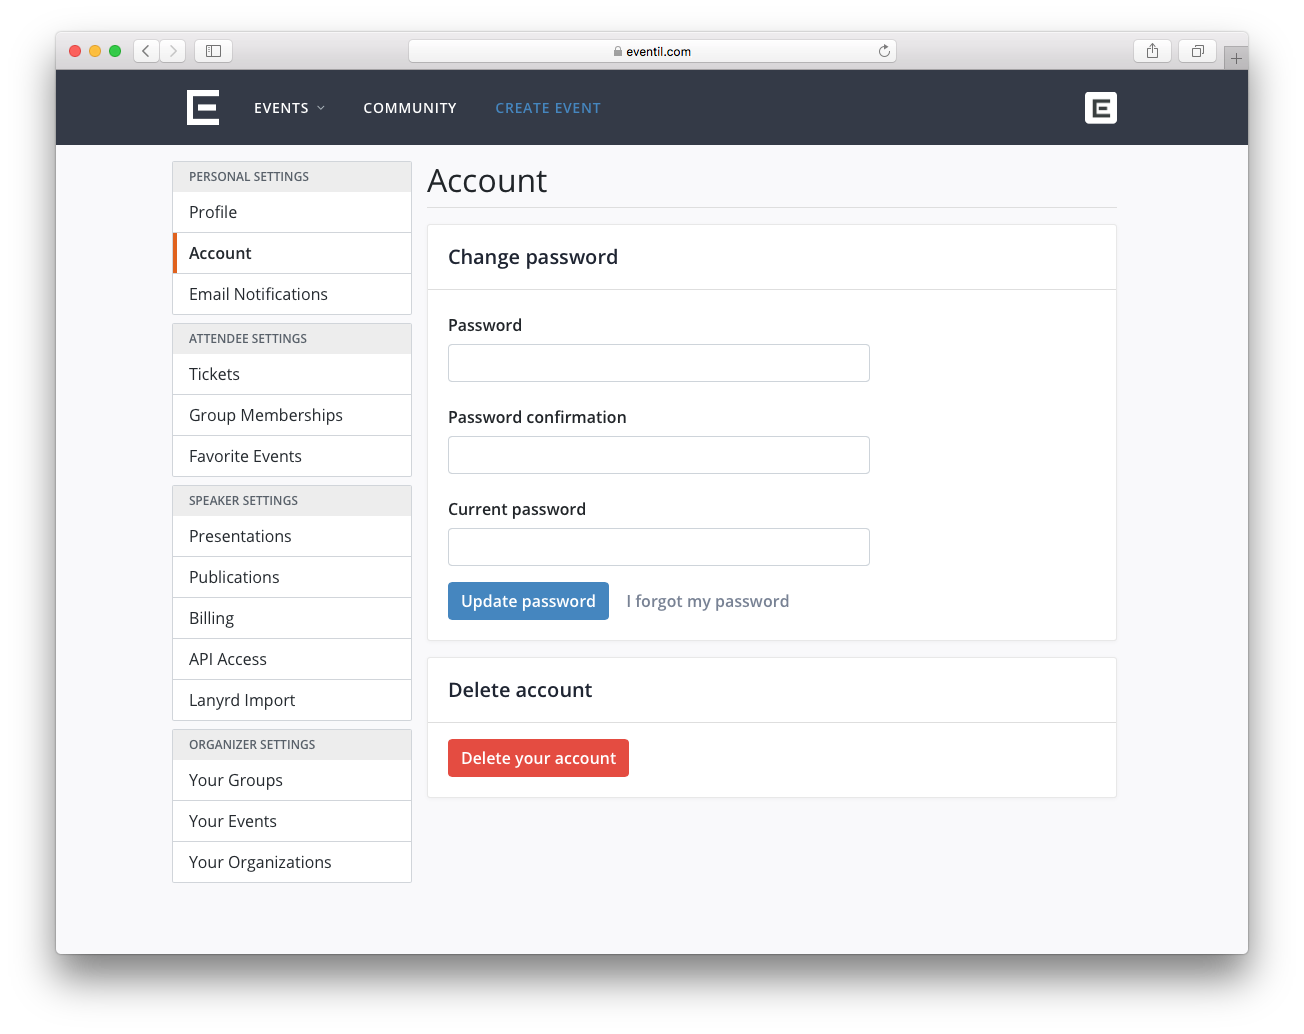 eventil.com
EVENTS COMMUNITY CREATE EVENT
PERSONAL SETTINGS
Profile
Account
Email Notifications
ATTENDEE SETTINGS
Tickets
Group Memberships
Favorite Events
SPEAKER SETTINGS
Presentations
Publications
Billing
API Access
Lanyrd Import
ORGANIZER SETTINGS
Your Groups
Your Events
Your Organizations
Account
Change password
Password
Password confirmation
Current password
Update password I forgot my password
Delete account
Delete your account